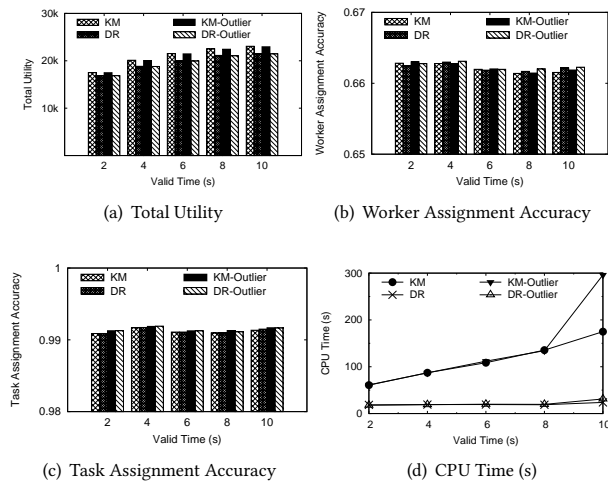 KM
KM-Outlier
DR
DR-Outlier
30k
20k
10k
Total Utility
2 4 6 8 10
Valid Time (s)
(a) Total Utility
KM
KM-Outlier
DR
DR-Outlier
0.67
0.66
0.65
Worker Assignment Accuracy
2 4 6 8 10
Valid Time (s)
(b) Worker Assignment Accuracy
KM
KM-Outlier
DR
DR-Outlier
1
0.99
0.98
Task Assignment Accuracy
2 4 6 8 10
Valid Time (s)
(c) Task Assignment Accuracy
KM
KM-Outlier
DR
DR-Outlier
300
200
100
0
CPU Time (s)
2 4 6 8 10
Valid Time (s)
(d) CPU Time (s)